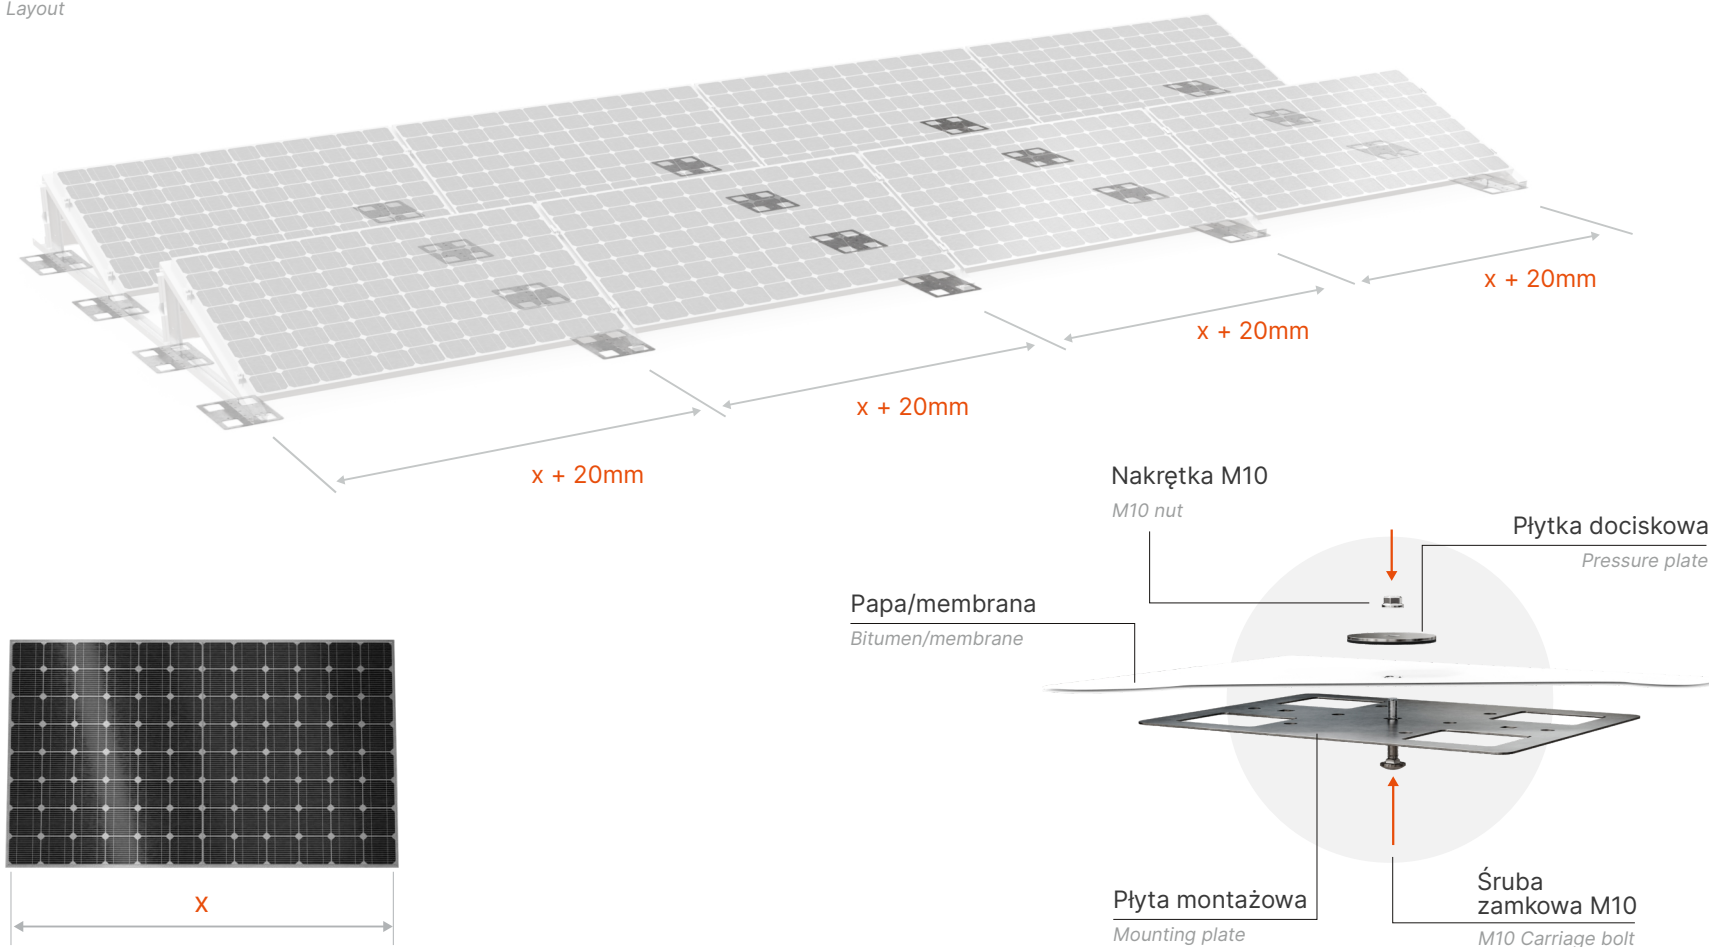 Layout
x + 20mm
x + 20mm
x + 20mm
x + 20mm
Nakrętka M10
M10 nut
Płytka dociskowa
Pressure plate
Papa/membrana
Bitumen/membrane
x
Płyta montażowa
Mounting plate
Śruba
zamkowa M10
M10 Carriage bolt